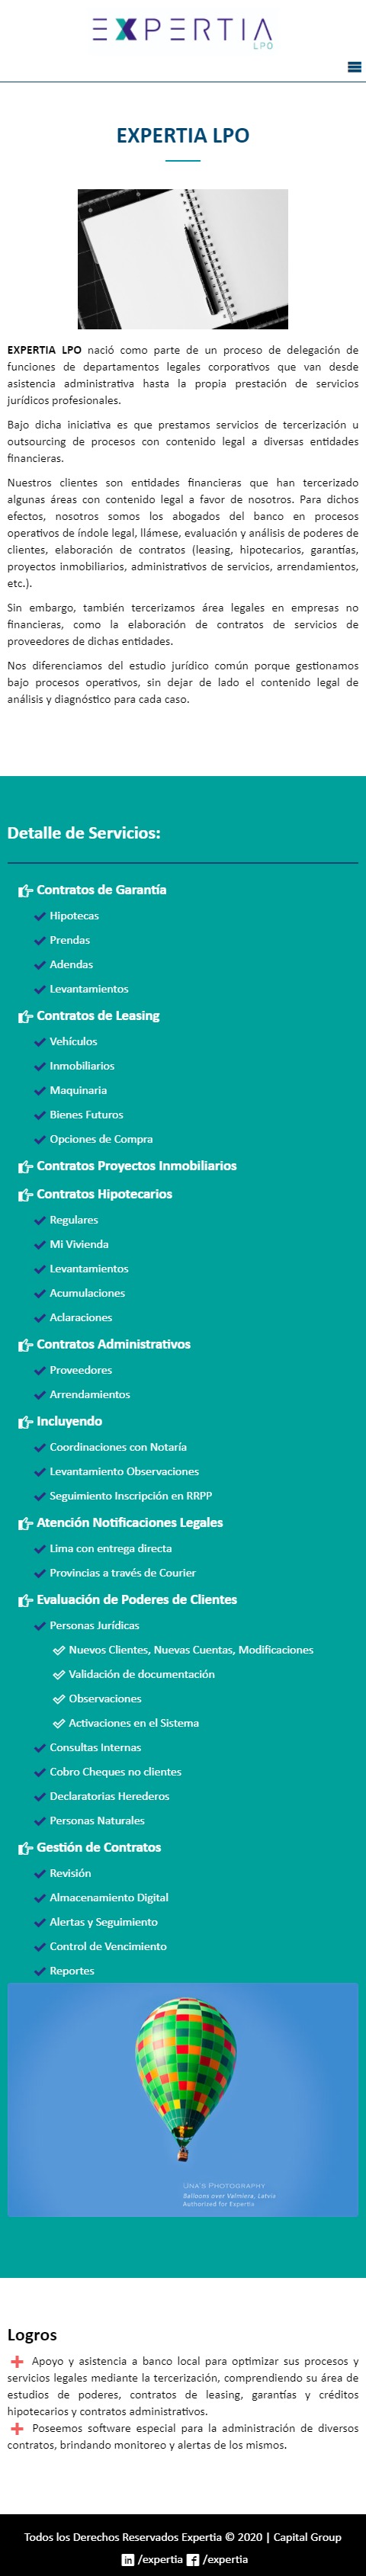 EXPERTIA
LPO
EXPERTIA LPO
EXPERTIA LPO nació como parte de un proceso de delegación de
funciones de departamentos legales corporativos que van desde
asistencia administrativa hasta la propia prestación de servicios
jurídicos profesionales.
Bajo dicha iniciativa es que prestamos servicios de tercerización u
outsourcing de procesos con contenido legal a diversas entidades
financieras.
Nuestros clientes son entidades financieras que han tercerizado
algunas áreas con contenido legal a favor de nosotros. Para dichos
efectos, nosotros somos los abogados del banco en procesos
operativos de índole legal, llámese, evaluación y análisis de poderes de
clientes, elaboración de contratos (leasing, hipotecarios, garantías,
proyectos inmobiliarios, administrativos de servicios, arrendamientos,
etc.).
Sin embargo, también tercerizamos área legales en empresas no
financieras, como la elaboración de contratos de servicios de
proveedores de dichas entidades.
Nos diferenciamos del estudio jurídico común porque gestionamos
bajo procesos operativos, sin dejar de lado el contenido legal de
análisis y diagnóstico para cada caso.
Detalle de Servicios:
Contratos de Garantía
Hipotecas
Prendas
Adendas
Levantamientos
Contratos de Leasing
Vehículos
Inmobiliarios
Maquinaria
Bienes Futuros
Opciones de Compra
Contratos Proyectos Inmobiliarios
Contratos Hipotecarios
Regulares
Mi Vivienda
Levantamientos
Acumulaciones
Aclaraciones
Contratos Administrativos
Proveedores
Arrendamientos
Incluyendo
Coordinaciones con Notaría
Levantamiento Observaciones
Seguimiento Inscripción en RRPP
Atención Notificaciones Legales
Lima con entrega directa
Provincias a través de Courier
Evaluación de Poderes de Clientes
Personas Jurídicas
Nuevos Clientes, Nuevas Cuentas, Modificaciones
Validación de documentación
Observaciones
Activaciones en el Sistema
Consultas Internas
Cobro Cheques no clientes
Declaratorias Herederos
Personas Naturales
Gestión de Contratos
Revisión
Almacenamiento Digital
Alertas y Seguimiento
Control de Vencimiento
Reportes
Una's Photography
Balloons over Valmiera, Latvia
Authorized for Expertia
Logros
Apoyo y asistencia a banco local para optimizar sus procesos y
servicios legales mediante la tercerización, comprendiendo su área de
estudios de poderes, contratos de leasing, garantías y créditos
hipotecarios y contratos administrativos.
Poseemos software especial para la administración de diversos
contratos, brindando monitoreo y alertas de los mismos.
Todos los Derechos Reservados Expertia © 2020 | Capital Group
/expertia /expertia